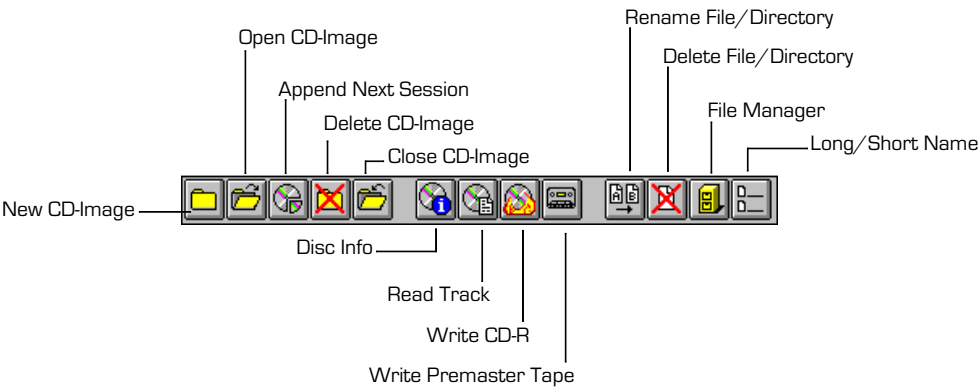 Rename File/Directory
Open CD-Image
Delete File/Directory
Append Next Session
File Manager
Delete CD-Image
Long/Short Name
Close CD-Image
New CD-Image
Disc Info
Read Track
Write CD-R
Write Premaster Tape